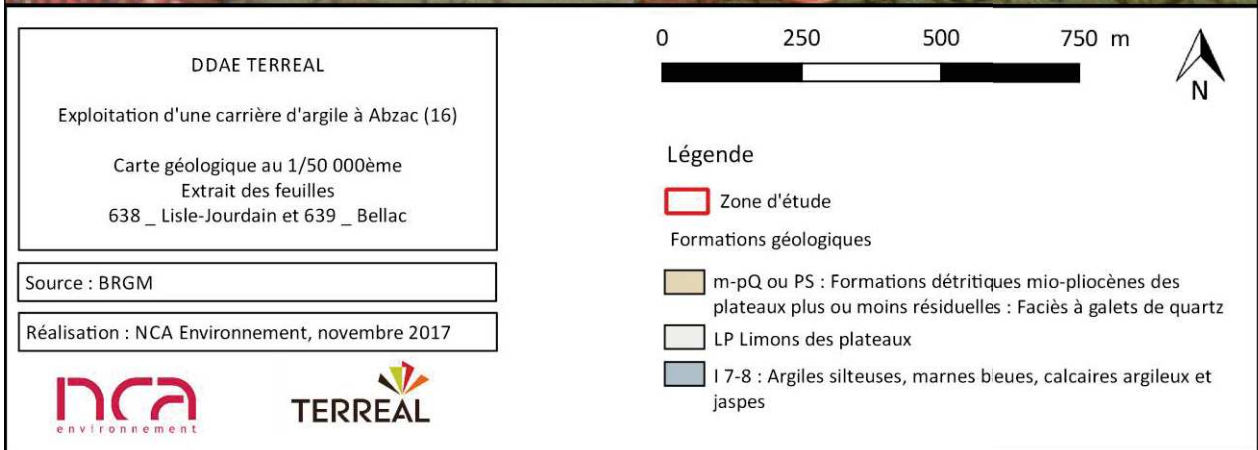 DDAE TERREAL
Exploitation d'une carrière d'argile à Abzac (16)
Carte géologique au 1/50 000ème
Extrait des feuilles
638 _ Lisle-Jourdain et 639 _ Bellac
Source : BRGM
Réalisation : NCA Environnement, novembre 2017
nca
environnement
TERREAL
0 250 500 750 m
N
Légende
Zone d'étude
Formations géologiques
m-pQ ou PS : Formations détritiques mio-pliocènes des
plateaux plus ou moins résiduelles : Faciès à galets de quartz
LP Limons des plateaux
I 7-8 : Argiles silteuses, marnes bleues, calcaires argileux et
jaspes